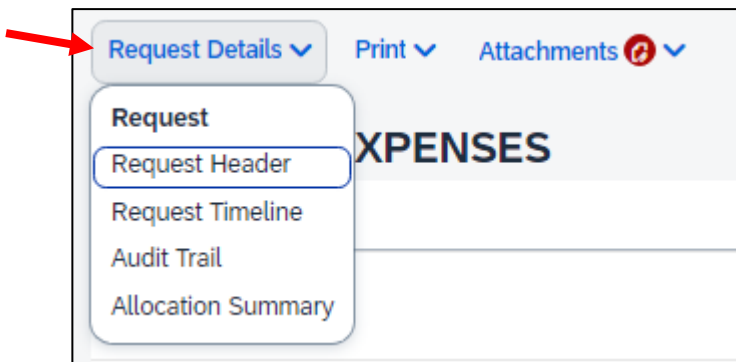 Request Details Print Attachments
Request
XPENSES
Request Header
Request Timeline
Audit Trail
Allocation Summary